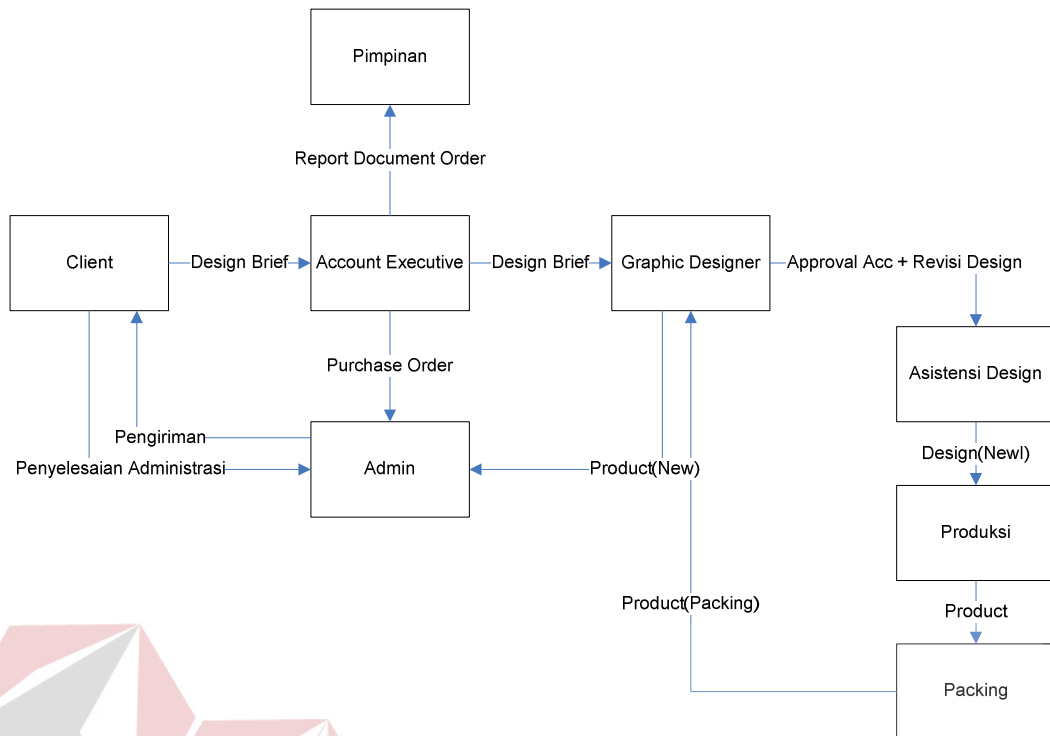 Pimpinan
Report Document Order
Client
Design Brief
Account Executive
Design Brief
Graphic Designer
Approval Acc + Revisi Design
Purchase Order
Asistensi Design
Pengiriman
Penyelesaian Administrasi
Admin
Product(New)
Design(Newl)
Produksi
Product(Packing)
Product
Packing